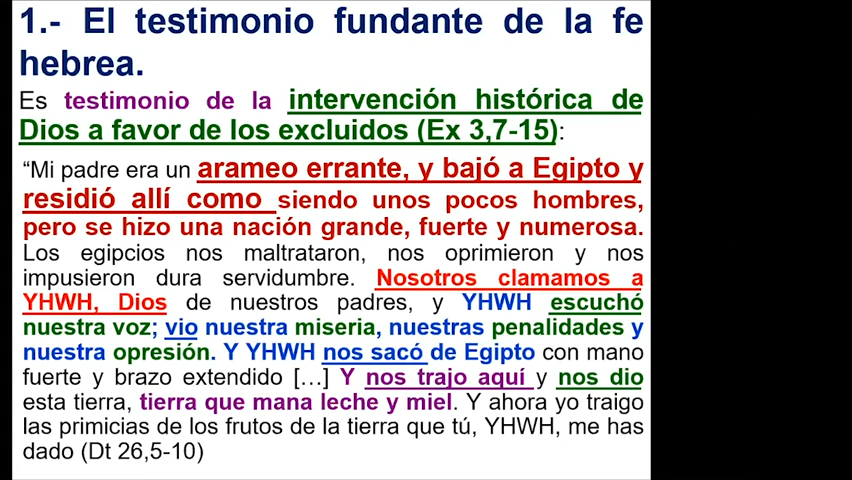 1.- El testimonio fundante de la fe
hebrea.
Es testimonio de la intervención histórica de
Dios a favor de los excluidos (Ex 3,7-15):
“Mi padre era un arameo errante, y bajó a Egipto y
residió allí como siendo unos pocos hombres,
pero se hizo una nación grande, fuerte y numerosa.
Los egipcios nos maltrataron, nos oprimieron y nos
impusieron dura servidumbre. Nosotros clamamos a
YHWH, Dios de nuestros padres, y YHWH escuchó
nuestra voz; vio nuestra miseria, nuestras penalidades y
nuestra opresión. Y YHWH nos sacó de Egipto con mano
fuerte y brazo extendido […] Y nos trajo aquí y nos dio
esta tierra, tierra que mana leche y miel. Y ahora yo traigo
las primicias de los frutos de la tierra que tú, YHWH, me has
dado (Dt 26,5-10)